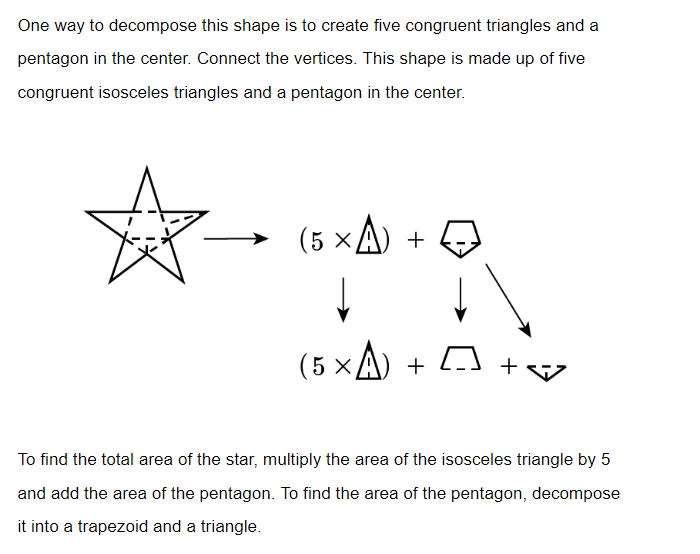 One way to decompose this shape is to create five congruent triangles and a
pentagon in the center. Connect the vertices. This shape is made up of five
congruent isosceles triangles and a pentagon in the center.
(5 × ) +
(5 × ) + +
To find the total area of the star, multiply the area of the isosceles triangle by 5
and add the area of the pentagon. To find the area of the pentagon, decompose
it into a trapezoid and a triangle.